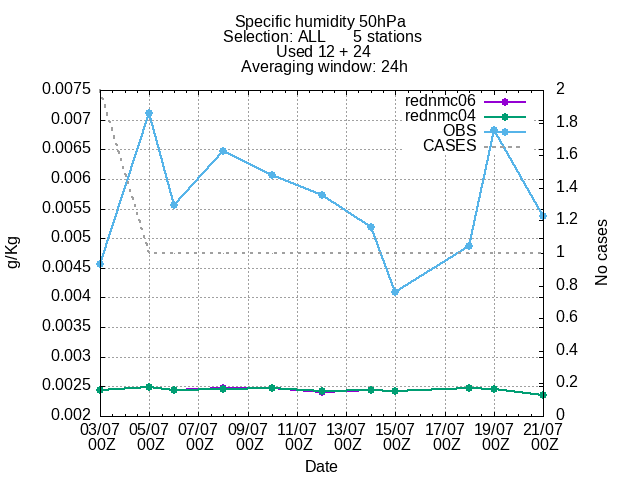 Specific humidity 50hPa
Selection: ALL 5 stations
Used 12 + 24
Averaging window: 24h
0.0075
0.007
0.0065
0.006
0.0055
0.005
0.0045
0.004
0.0035
0.003
0.0025
0.002
g/Kg
rednmc06
rednmc04
OBS
CASES
2
1.8
1.6
1.4
1.2
1
0.8
0.6
0.4
0.2
0
No cases
03/07 05/07 07/07 09/07 11/07 13/07 15/07 17/07 19/07 21/07
00Z 00Z 00Z 00Z 00Z 00Z 00Z 00Z 00Z 00Z
Date